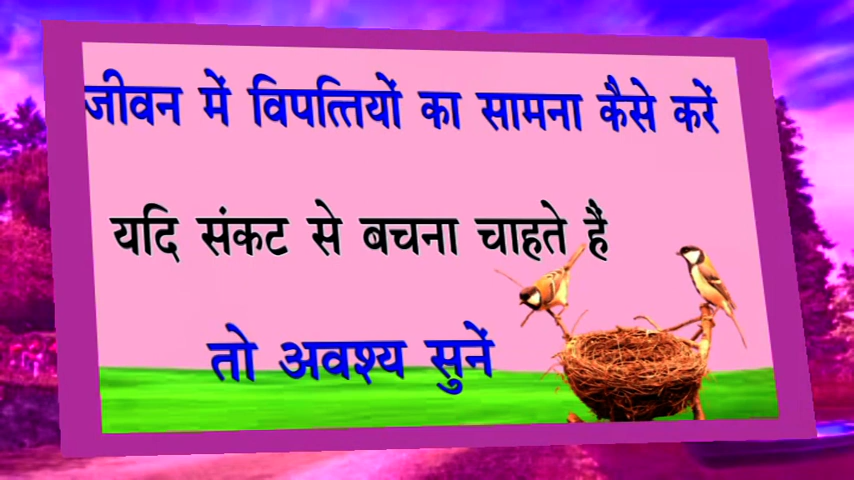 जीवन में विपत्तियों का सामना कैसे करें
यदि संकट से बचना चाहते हैं
तो अवश्य सुनें